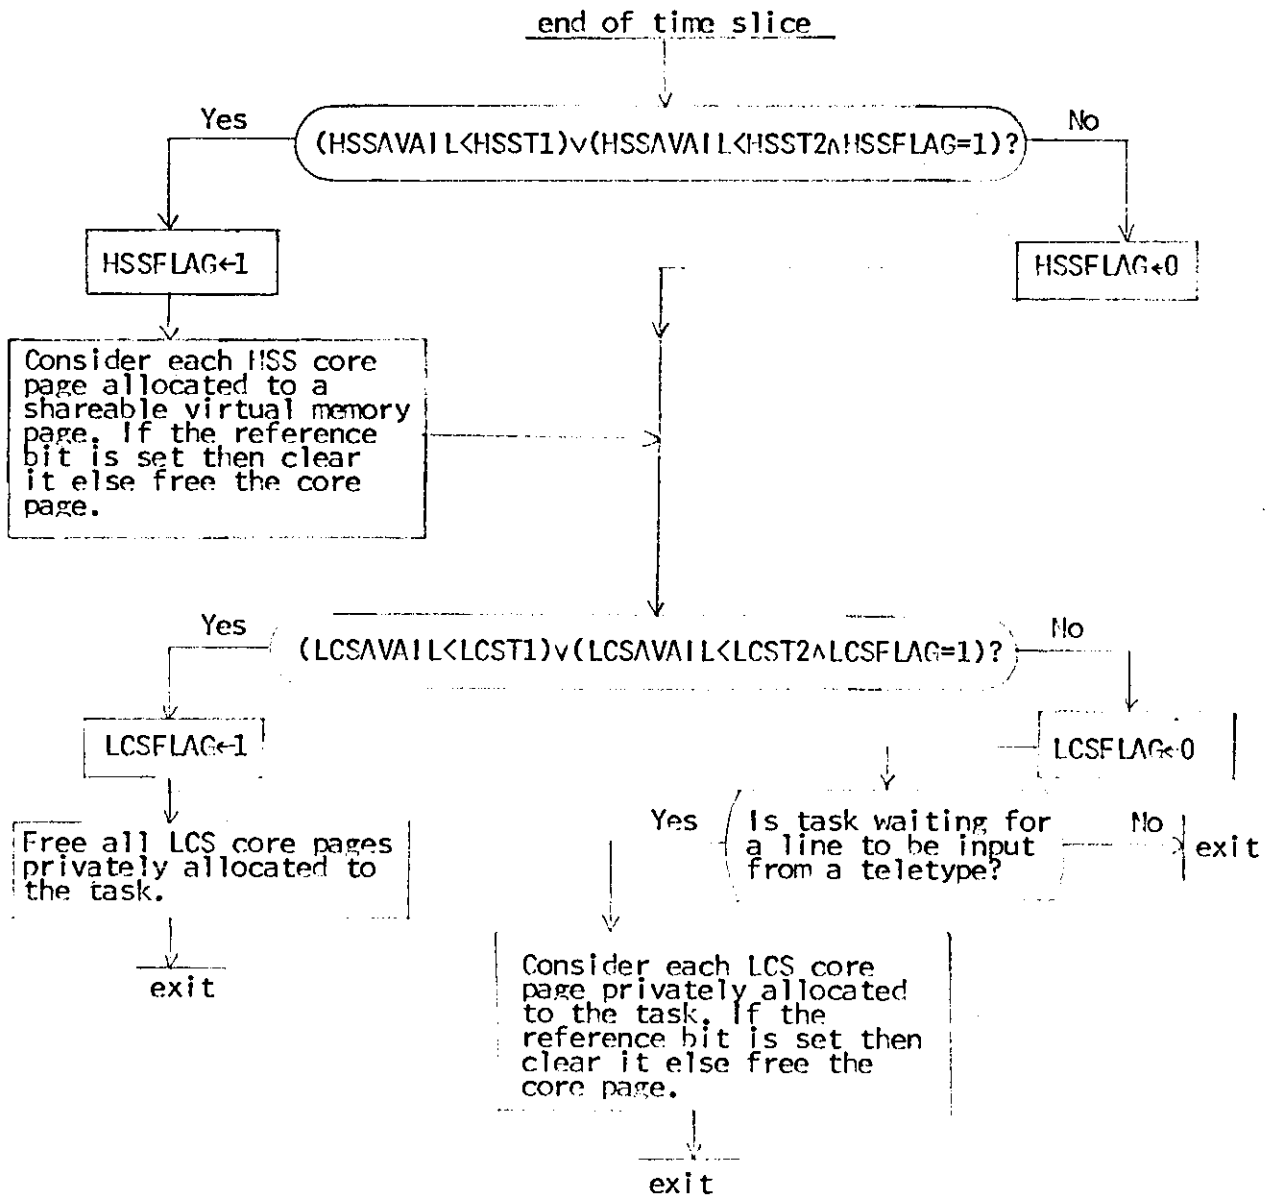 end of time slice
Yes
(HSSAVAIL<HSST1)∨(HSSAVAIL<HSST2∧HSSFLAG=1)?
No
HSSFLAG←1
HSSFLAG←0
Consider each HSS core
page allocated to a
shareable virtual memory
page. If the reference
bit is set then clear
it else free the core
page.
Yes
(LCSAVAIL<LCST1)∨(LCSAVAIL<LCST2∧LCSFLAG=1)?
No
LCSFLAG←1
LCSFLAG←0
Free all LCS core pages
privately allocated to
the task.
exit
Yes
Is task waiting for
a line to be input
from a teletype?
No
exit
Consider each LCS core
page privately allocated
to the task. If the
reference bit is set then
clear it else free the
core page.
exit